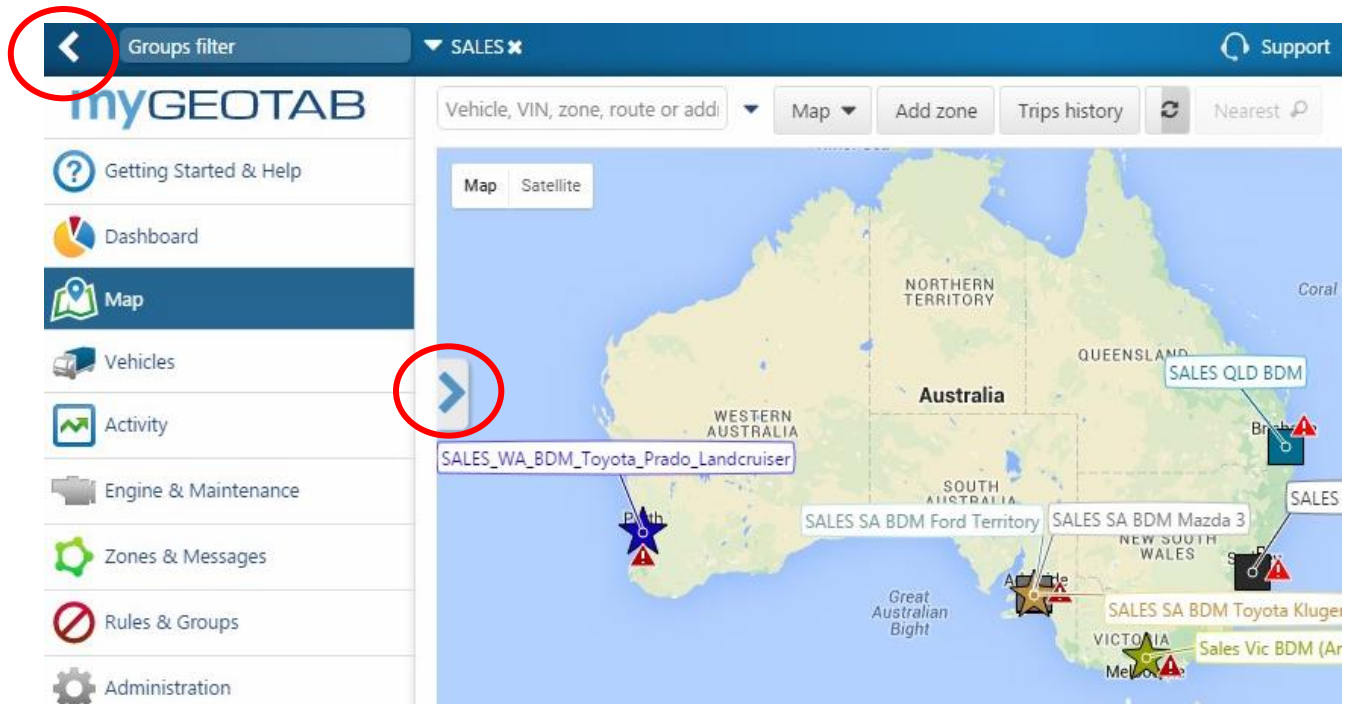 Groups filter
SALES
Support
myGEOTAB
Vehicle, VIN, zone, route or add
Map
Add zone
Trips history
Nearest
Getting Started & Help
Map
Satellite
Dashboard
Map
NORTHERN
TERRITORY
Coral
Vehicles
QUEENSLAND
SALES QLD BDM
Australia
WESTERN
AUSTRALIA
Activity
SALES_WA_BDM_Toyota_Prado_Landcruiser
Engine & Maintenance
SOUTH
AUSTRALIA
SALES
Perth
SALES SA BDM Ford Territory
SALES SA BDM Mazda 3
NEW SOUTH
WALES
Zones & Messages
Great
Australian
Bight
SALES SA BDM Toyota Kluger
Rules & Groups
VICTORIA
Sales Vic BDM (Ar
Administration